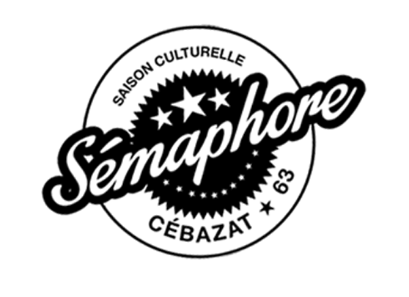 SAISON CULTURELLE
Sémaphore
CÉBAZAT ★ 63